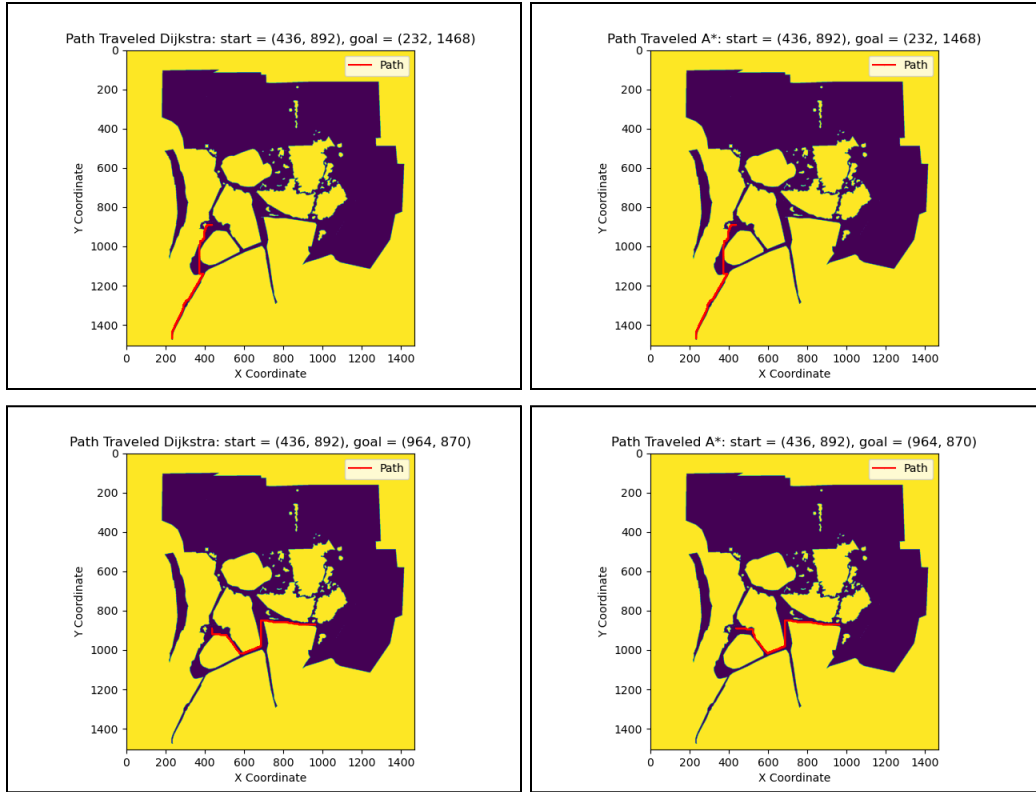 Path Traveled Dijkstra: start = (436, 892), goal = (232, 1468)
Path
0
200
400
600
800
1000
1200
1400
Y Coordinate
0 200 400 600 800 1000 1200 1400
X Coordinate
Path Traveled A*: start = (436, 892), goal = (232, 1468)
Path
0
200
400
600
800
1000
1200
1400
Y Coordinate
0 200 400 600 800 1000 1200 1400
X Coordinate
Path Traveled Dijkstra: start = (436, 892), goal = (964, 870)
Path
0
200
400
600
800
1000
1200
1400
Y Coordinate
0 200 400 600 800 1000 1200 1400
X Coordinate
Path Traveled A*: start = (436, 892), goal = (964, 870)
Path
0
200
400
600
800
1000
1200
1400
Y Coordinate
0 200 400 600 800 1000 1200 1400
X Coordinate